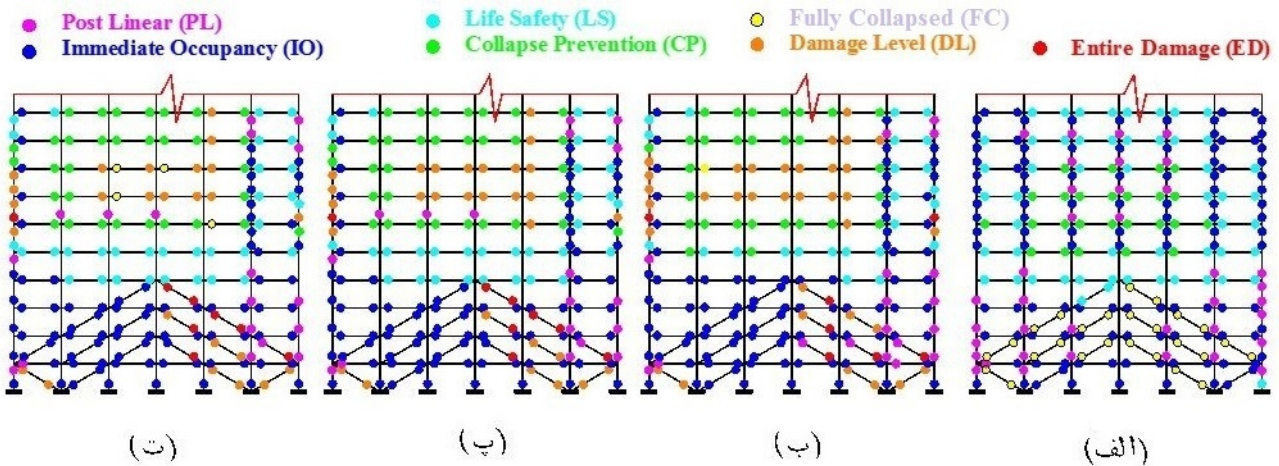 Post Linear (PL) Life Safety (LS) Fully Collapsed (FC)
Immediate Occupancy (IO) Collapse Prevention (CP) Damage Level (DL) Entire Damage (ED)
(الف) (ب) (پ) (ت)